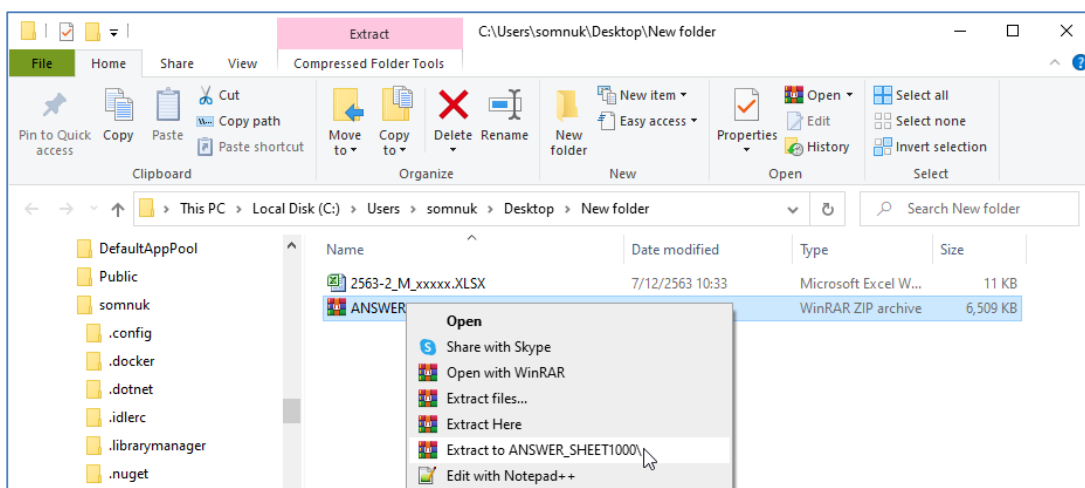 Extract
C:\Users\somnuk\Desktop\New folder
File Home Share View Compressed Folder Tools
Pin to Quick access
Copy
Paste
Cut
Copy path
Paste shortcut
Clipboard
Move to
Copy to
Delete
Rename
Organize
New folder
New item
Easy access
New
Properties
Open
Edit
History
Open
Select all
Select none
Invert selection
Select
This PC > Local Disk (C:) > Users > somnuk > Desktop > New folder
Search New folder
DefaultAppPool
Public
somnuk
.config
.docker
.dotnet
.idlerc
.librarymanager
.nuget
Name Date modified Type Size
2563-2_M_xxxxx.XLSX 7/12/2563 10:33 Microsoft Excel W... 11 KB
ANSWER WinRAR ZIP archive 6,509 KB
Open
Share with Skype
Open with WinRAR
Extract files...
Extract Here
Extract to ANSWER_SHEET1000\
Edit with Notepad++